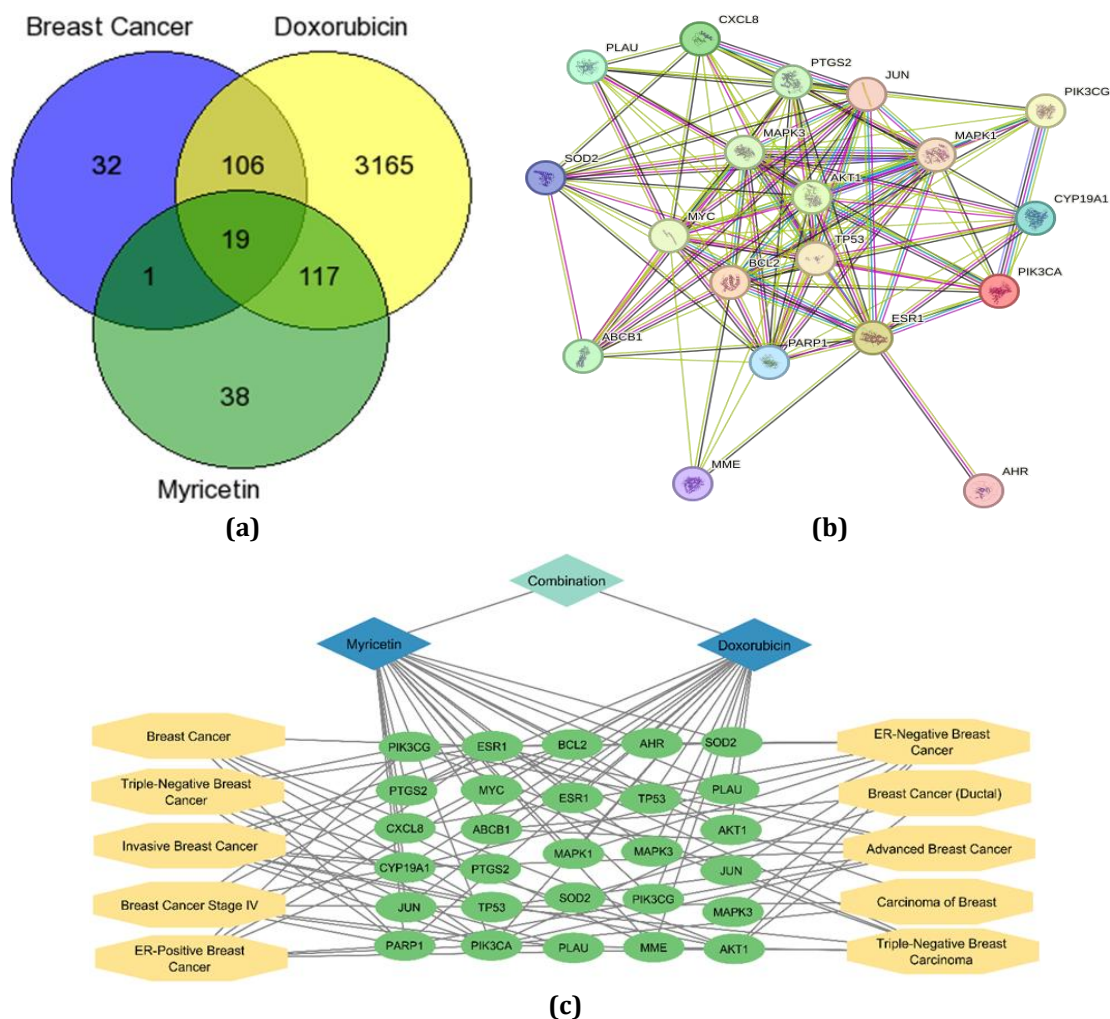 Breast Cancer
Doxorubicin
32
106
3165
19
1
117
38
Myricetin
(a)
CXCL8
PLAU
PTGS2
JUN
PIK3CG
MAPK3
MAPK1
SOD2
AKT1
CYP19A1
MYC
TP53
BCL2
PIK3CA
ESR1
ABCB1
PARP1
MME
AHR
(b)
Combination
Myricetin
Doxorubicin
Breast Cancer
Triple-Negative Breast
Cancer
Invasive Breast Cancer
Breast Cancer Stage IV
ER-Positive Breast
Cancer
PIK3CG
ESR1
BCL2
AHR
SOD2
PTGS2
MYC
ESR1
TP53
PLAU
CXCL8
ABCB1
AKT1
MAPK1
MAPK3
CYP19A1
PTGS2
JUN
JUN
TP53
SOD2
PIK3CG
MAPK3
PARP1
PIK3CA
PLAU
MME
AKT1
ER-Negative Breast
Cancer
Breast Cancer (Ductal)
Advanced Breast Cancer
Carcinoma of Breast
Triple-Negative Breast
Carcinoma
(c)